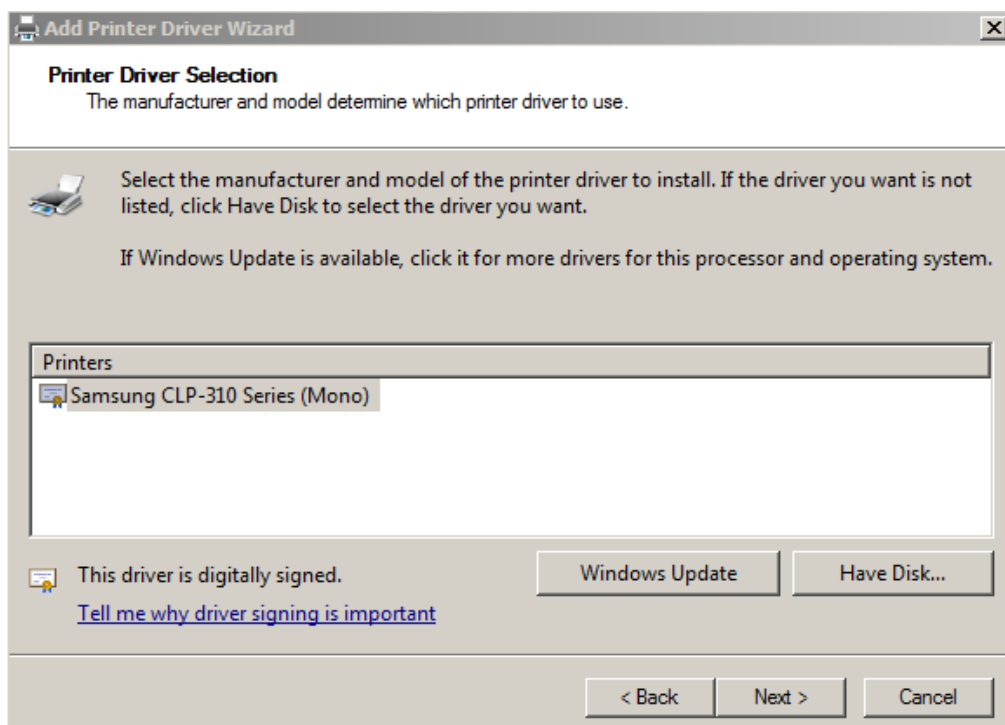 Add Printer Driver Wizard
Printer Driver Selection
The manufacturer and model determine which printer driver to use.
Select the manufacturer and model of the printer driver to install. If the driver you want is not
listed, click Have Disk to select the driver you want.
If Windows Update is available, click it for more drivers for this processor and operating system.
Printers
Samsung CLP-310 Series (Mono)
This driver is digitally signed.
Windows Update
Have Disk...
Tell me why driver signing is important
< Back
Next >
Cancel